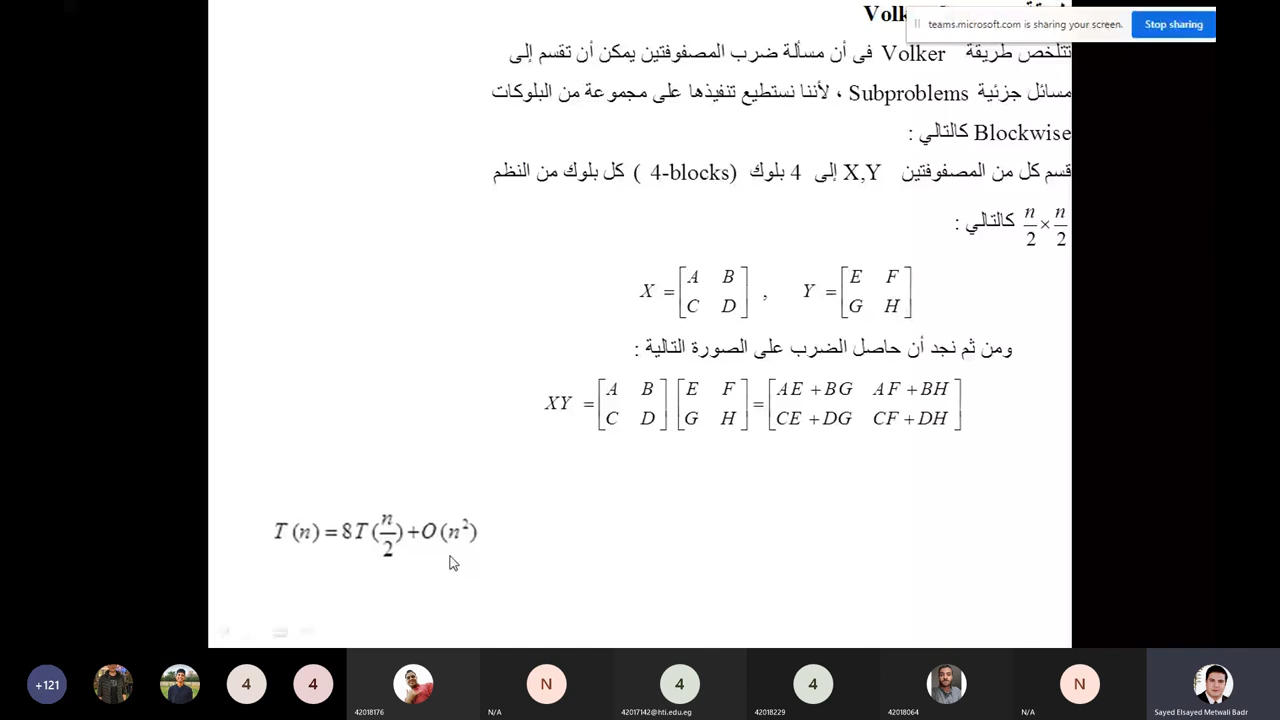 Volk
teams.microsoft.com is sharing your screen.
Stop sharing
تتلخص طريقة Volker فى أن مسألة ضرب المصفوفتين يمكن أن تقسم إلى
مسائل جزئية Subproblems ، لأننا نستطيع تنفيذها على مجموعة من البلوكات
Blockwise كالتالي :
قسم كل من المصفوفتين X,Y إلى 4 بلوك (4-blocks ) كل بلوك من النظم
n/2 × n/2 كالتالي :
X = [A B; C D] , Y = [E F; G H]
ومن ثم نجد أن حاصل الضرب على الصورة التالية :
XY = [A B; C D] [E F; G H] = [AE + BG AF + BH; CE + DG CF + DH]
T (n) = 8T (n/2) + O (n²)
+121
4
4
N
4
4
N
42018176
N/A
42017142@hti.edu.eg
42018229
42018064
N/A
Sayed Elsayed Metwali Badr